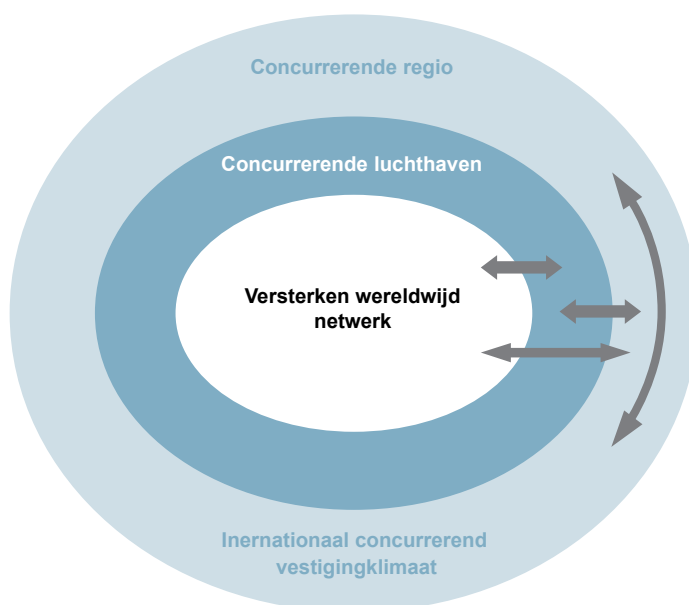 Concurrerende regio
Concurrerende luchthaven
Versterken wereldwijd
netwerk
Inernationaal concurrerend
vestigingklimaat